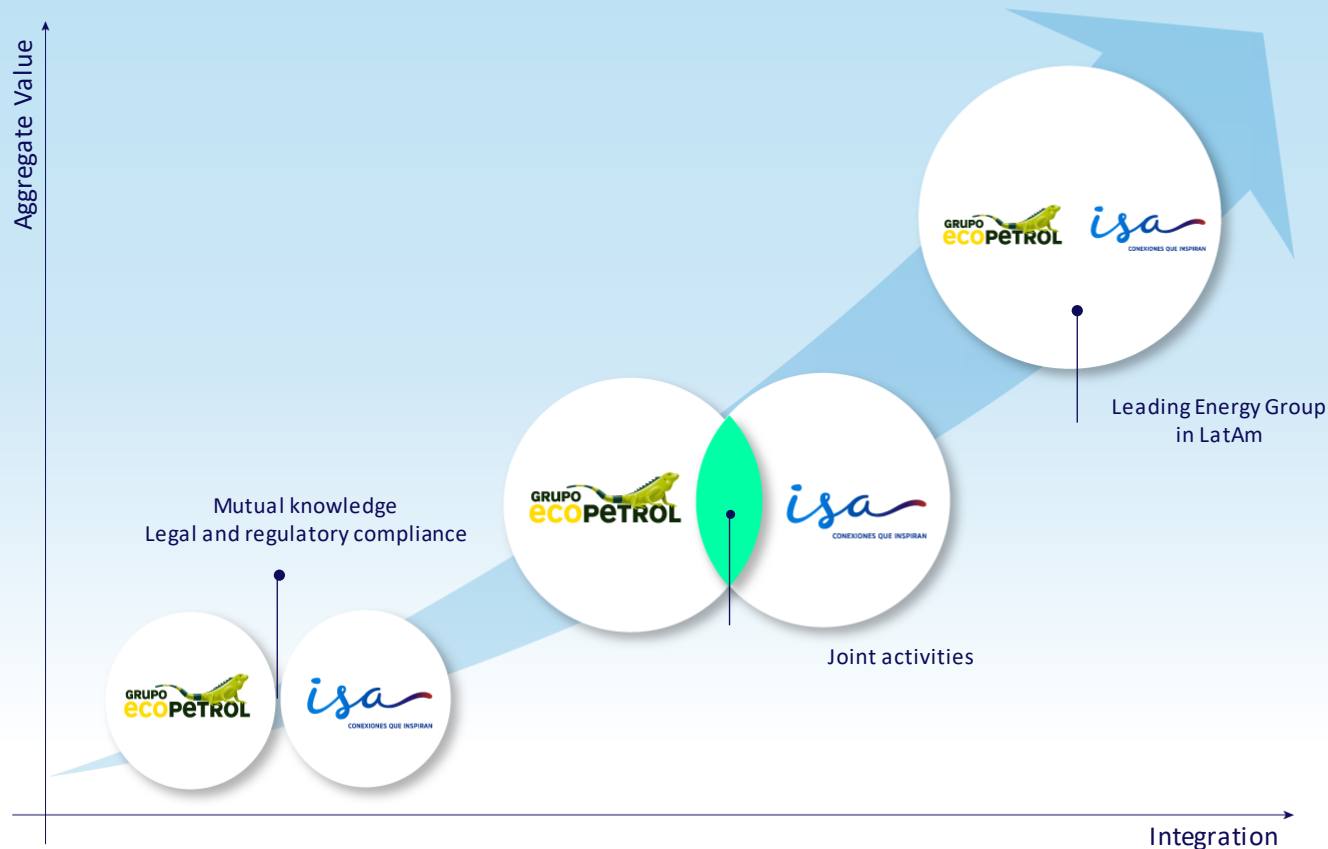 Aggregate Value
GRUPO
ecopetrol
isa
CONEXIONES QUE INSPIRAN
Leading Energy Group
in LatAm
GRUPO
ecopetrol
isa
CONEXIONES QUE INSPIRAN
Joint activities
Mutual knowledge
Legal and regulatory compliance
GRUPO
ecopetrol
isa
CONEXIONES QUE INSPIRAN
Integration